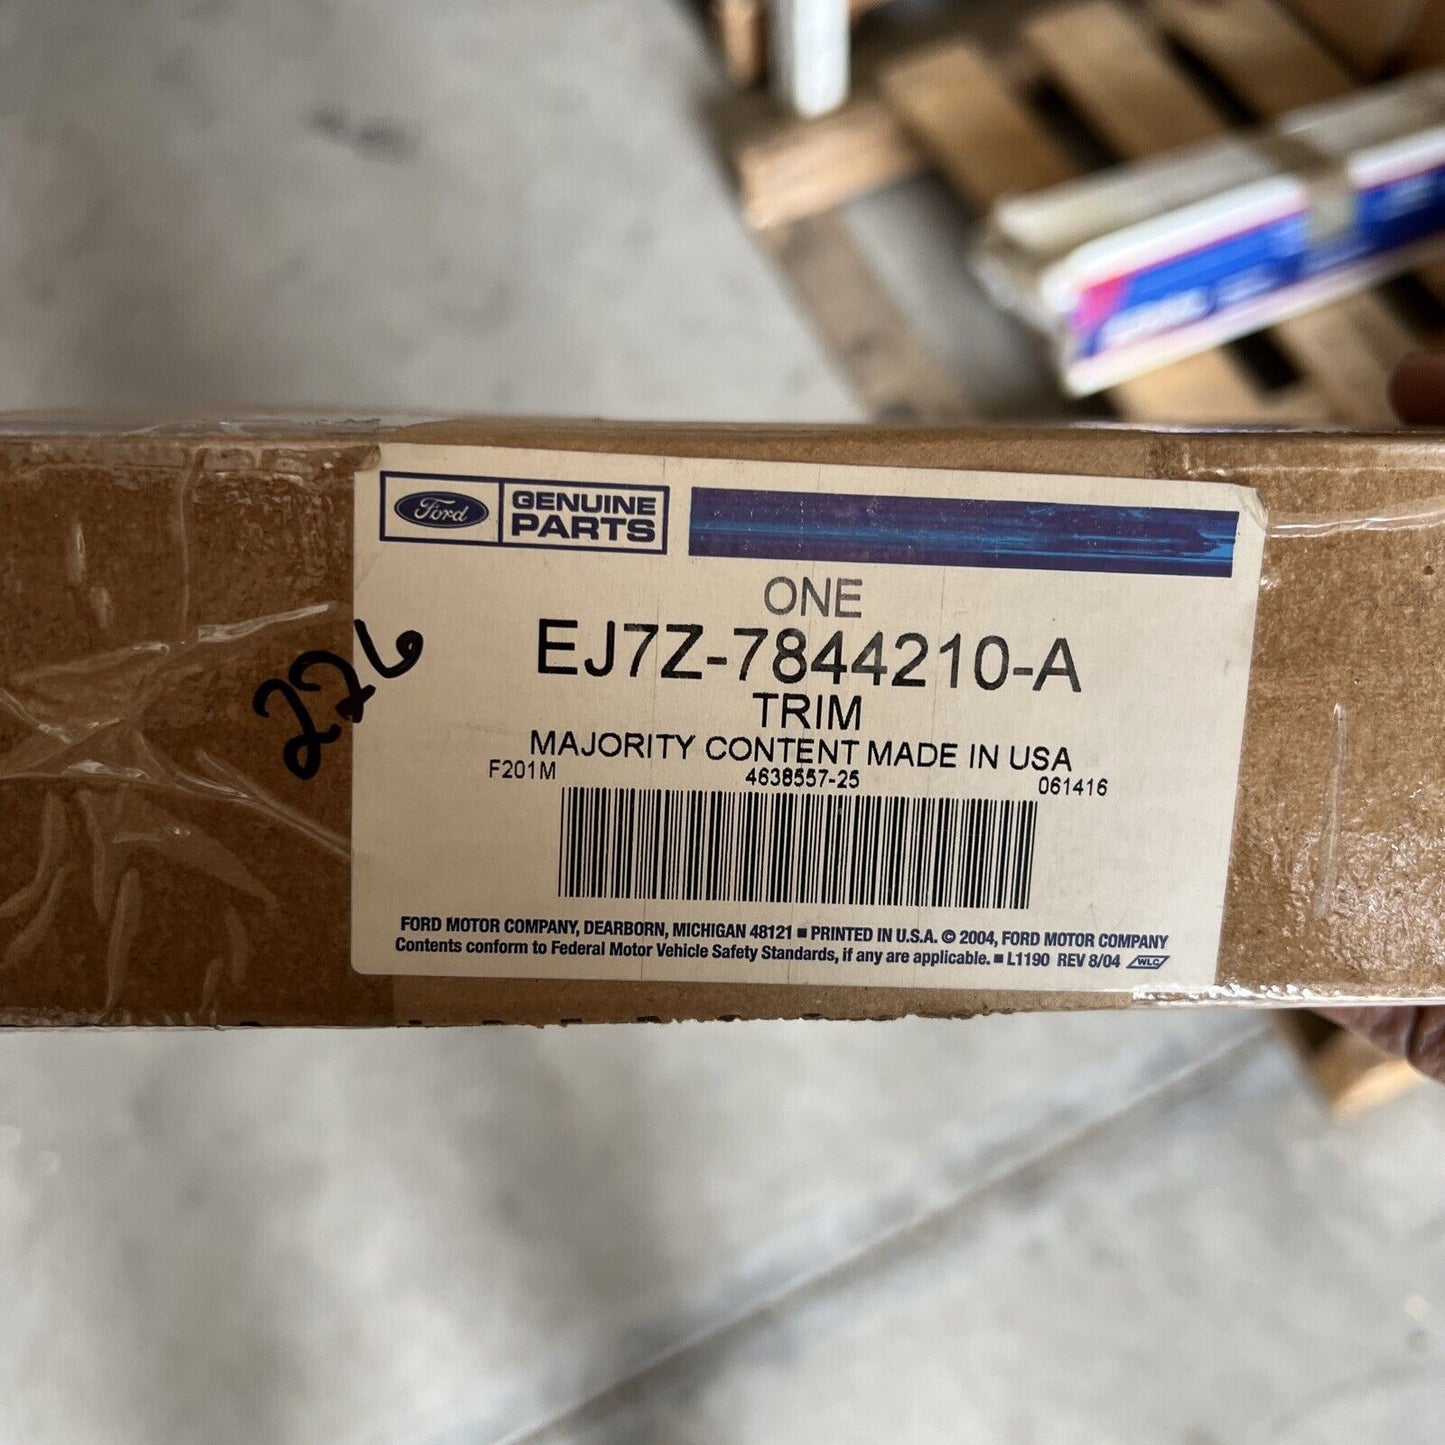 Ford GENUINE
PARTS
ONE
EJ7Z-7844210-A
TRIM
MAJORITY CONTENT MADE IN USA
F201M 4638557-25 061416
226
FORD MOTOR COMPANY, DEARBORN, MICHIGAN 48121 ■ PRINTED IN U.S.A. © 2004, FORD MOTOR COMPANY
Contents conform to Federal Motor Vehicle Safety Standards, if any are applicable. ■ L1190 REV 8/04 WLC